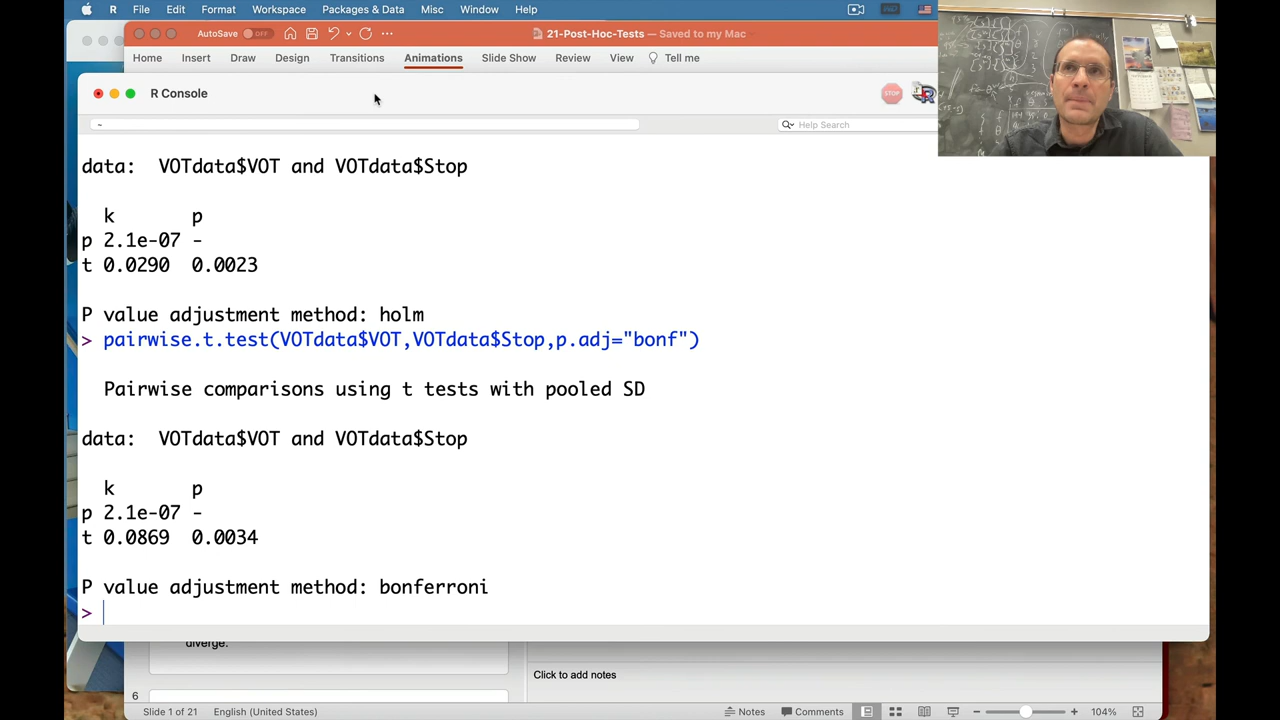 R File Edit Format Workspace Packages & Data Misc Window Help
AutoSave OFF 21-Post-Hoc-Tests — Saved to my Mac
Home Insert Draw Design Transitions Animations Slide Show Review View Tell me
R Console
STOP R
~ Help Search
data: VOTdata$VOT and VOTdata$Stop
k p
p 2.1e-07 -
t 0.0290 0.0023
P value adjustment method: holm
> pairwise.t.test(VOTdata$VOT,VOTdata$Stop,p.adj="bonf")
Pairwise comparisons using t tests with pooled SD
data: VOTdata$VOT and VOTdata$Stop
k p
p 2.1e-07 -
t 0.0869 0.0034
P value adjustment method: bonferroni
>
diverge.
Click to add notes
6
Slide 1 of 21 English (United States) Notes Comments 104%